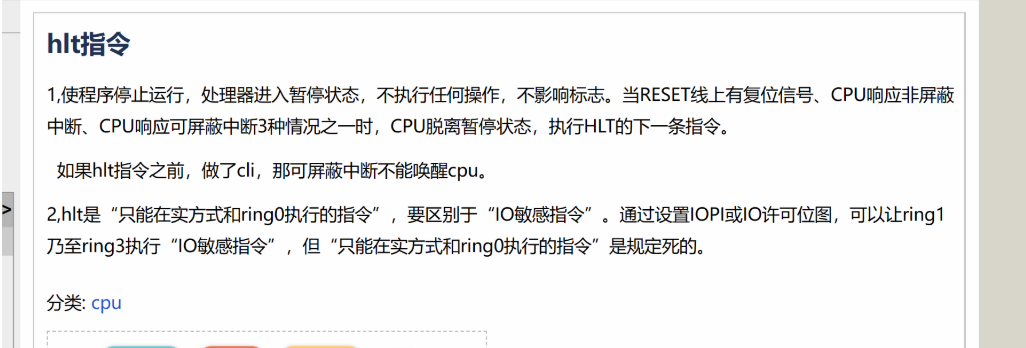 >
hlt指令
1,使程序停止运行，处理器进入暂停状态，不执行任何操作，不影响标志。当RESET线上有复位信号、CPU响应非屏蔽
中断、CPU响应可屏蔽中断3种情况之一时，CPU脱离暂停状态，执行HLT的下一条指令。
如果hlt指令之前，做了cli，那可屏蔽中断不能唤醒cpu。
2,hlt是“只能在实方式和ring0执行的指令”，要区别于“IO敏感指令”。通过设置IOPI或IO许可位图，可以让ring1
乃至ring3执行“IO敏感指令”，但“只能在实方式和ring0执行的指令”是规定死的。
分类: cpu